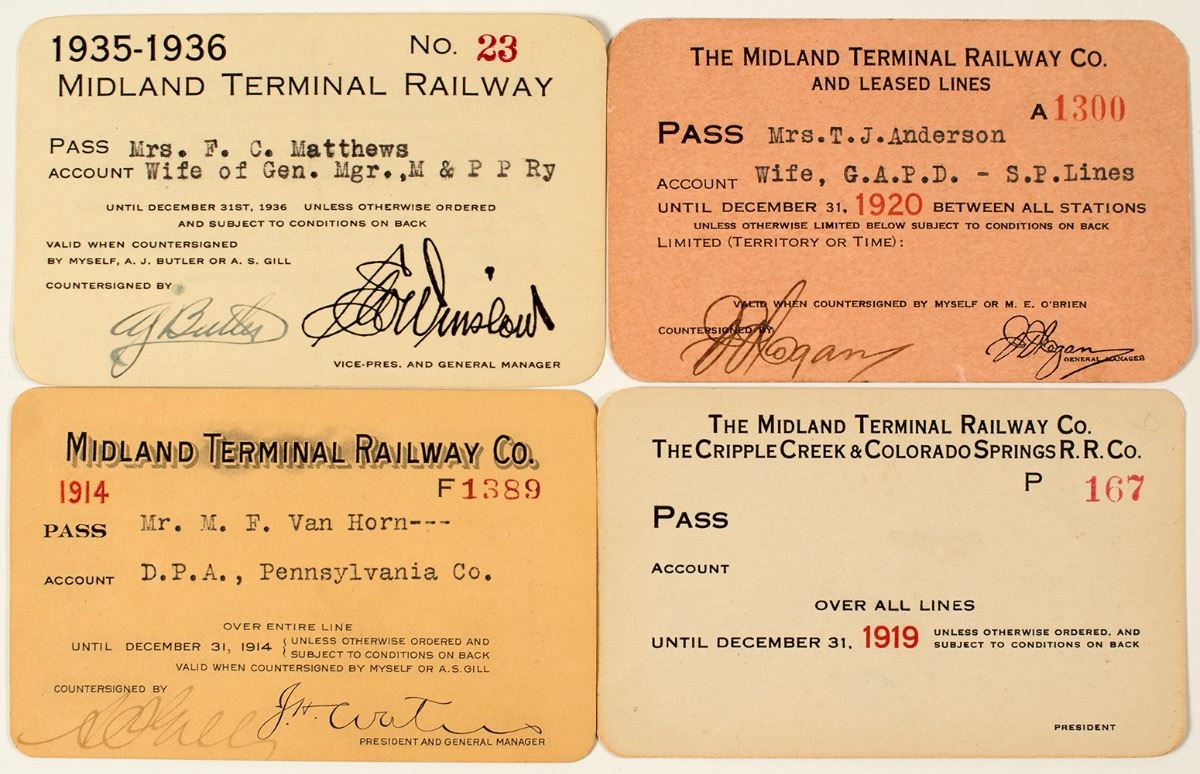 1935-1936 No. 23
MIDLAND TERMINAL RAILWAY
PASS Mrs. F. C. Matthews
ACCOUNT Wife of Gen. Mgr.,M & P P Ry
UNTIL DECEMBER 31ST, 1936 UNLESS OTHERWISE ORDERED
AND SUBJECT TO CONDITIONS ON BACK
VALID WHEN COUNTERSIGNED
BY MYSELF, A. J. BUTLER OR A. S. GILL
COUNTERSIGNED BY
AJ Butler
Winslow
VICE-PRES. AND GENERAL MANAGER
THE MIDLAND TERMINAL RAILWAY CO.
AND LEASED LINES
A 1300
PASS Mrs.T.J.Anderson
ACCOUNT Wife, G.A.P.D. - S.P.Lines
UNTIL DECEMBER 31, 1920 BETWEEN ALL STATIONS
UNLESS OTHERWISE LIMITED BELOW SUBJECT TO CONDITIONS ON BACK
LIMITED (TERRITORY OR TIME):
VALID WHEN COUNTERSIGNED BY MYSELF OR M. E. O'BRIEN
COUNTERSIGNED BY
Hogan
Hogan
GENERAL MANAGER
MIDLAND TERMINAL RAILWAY CO.
1914 F 1389
PASS Mr. M. F. Van Horn---
ACCOUNT D.P.A., Pennsylvania Co.
OVER ENTIRE LINE
UNTIL DECEMBER 31, 1914 { UNLESS OTHERWISE ORDERED AND
SUBJECT TO CONDITIONS ON BACK
VALID WHEN COUNTERSIGNED BY MYSELF OR A.S.GILL
COUNTERSIGNED BY
J.H. Waters
PRESIDENT AND GENERAL MANAGER
THE MIDLAND TERMINAL RAILWAY CO.
THE CRIPPLE CREEK & COLORADO SPRINGS R.R. CO.
P 167
PASS
ACCOUNT
OVER ALL LINES
UNTIL DECEMBER 31, 1919 UNLESS OTHERWISE ORDERED, AND
SUBJECT TO CONDITIONS ON BACK
PRESIDENT